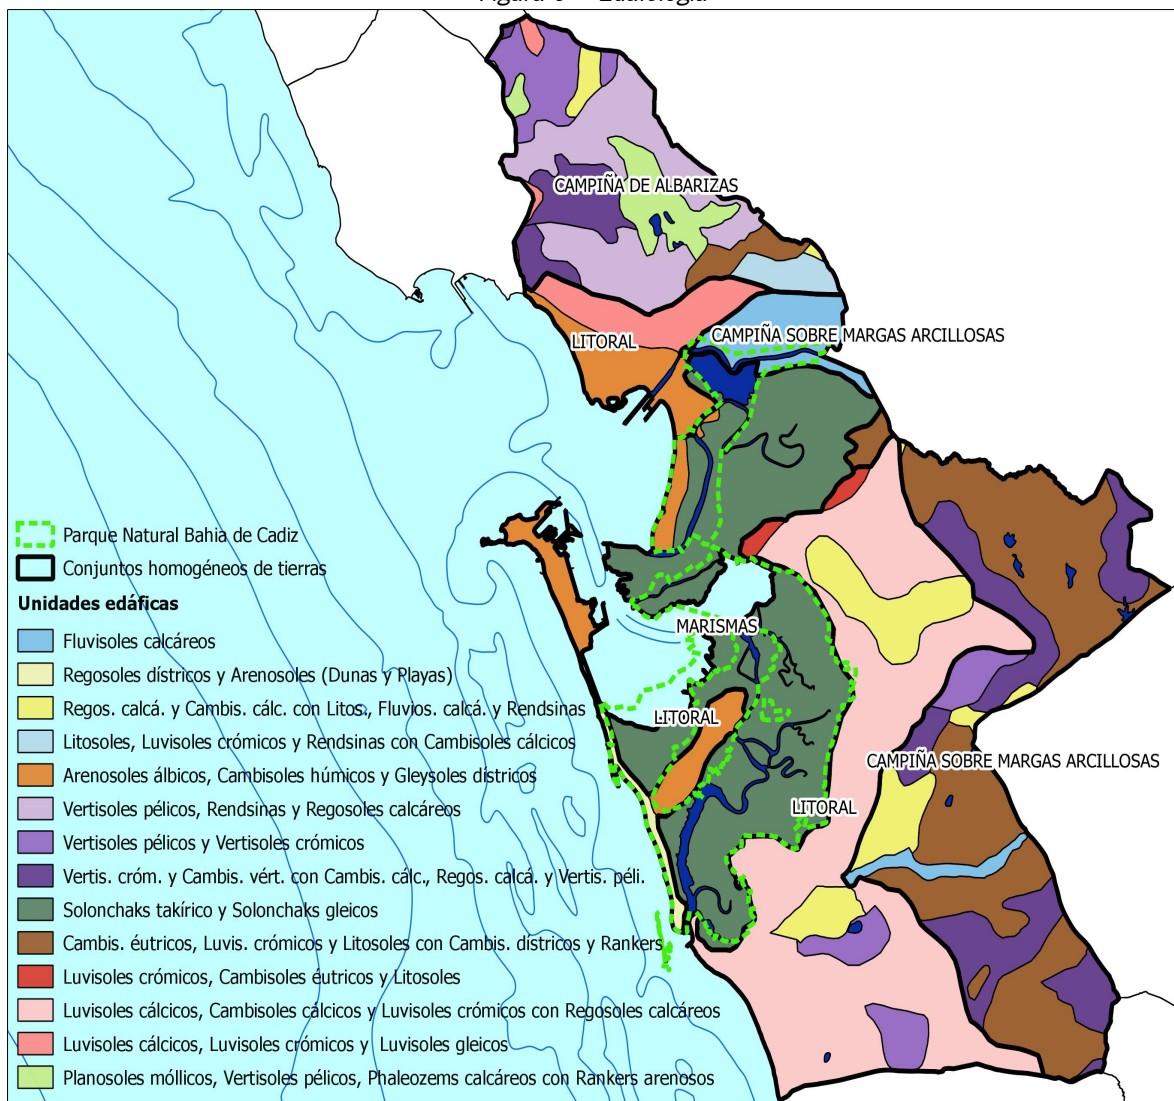 CAMPIÑA DE ALBARIZAS
CAMPIÑA SOBRE MARGAS ARCILLOSAS
LITORAL
Parque Natural Bahia de Cadiz
Conjuntos homogéneos de tierras
Unidades edáficas
MARISMAS
Fluvisoles calcáreos
Regosoles dístricos y Arenosoles (Dunas y Playas)
Regos. calcá. y Cambis. cálc. con Litos., Fluvios. calcá. y Rendsinas
LITORAL
Litosoles, Luvisoles crómicos y Rendsinas con Cambisoles cálcicos
CAMPIÑA SOBRE MARGAS ARCILLOSAS
Arenosoles álbicos, Cambisoles húmicos y Gleysoles dístricos
Vertisoles pélicos, Rendsinas y Regosoles calcáreos
LITORAL
Vertisoles pélicos y Vertisoles crómicos
Vertis. cróm. y Cambis. vért. con Cambis. cálc., Regos. calcá. y Vertis. péli.
Solonchaks takírico y Solonchaks gleicos
Cambis. éutricos, Luvis. crómicos y Litosoles con Cambis. dístricos y Rankers
Luvisoles crómicos, Cambisoles éutricos y Litosoles
Luvisoles cálcicos, Cambisoles cálcicos y Luvisoles crómicos con Regosoles calcáreos
Luvisoles cálcicos, Luvisoles crómicos y Luvisoles gleicos
Planosoles móllicos, Vertisoles pélicos, Phaleozems calcáreos con Rankers arenosos